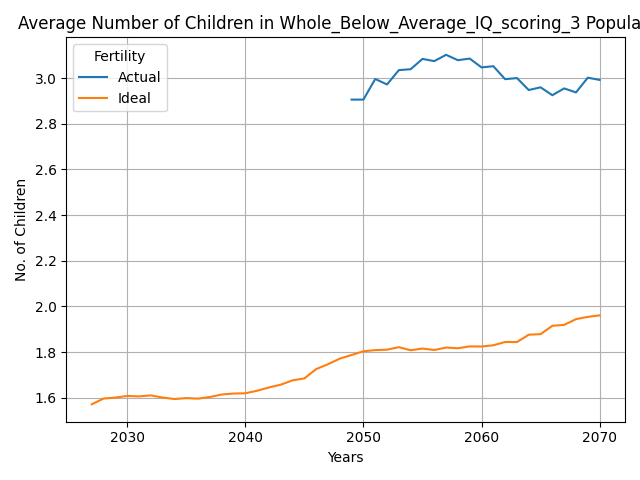 Average Number of Children in Whole_Below_Average_IQ_scoring_3 Popula
Fertility
Actual
Ideal
No. of Children
3.0
2.8
2.6
2.4
2.2
2.0
1.8
1.6
2030 2040 2050 2060 2070
Years